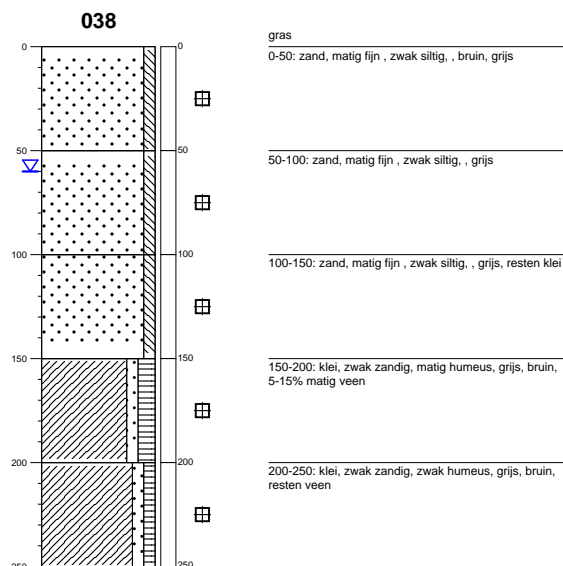 038
gras
0
0
0-50: zand, matig fijn , zwak siltig, , bruin, grijs
50
50
50-100: zand, matig fijn , zwak siltig, , grijs
100
100
100-150: zand, matig fijn , zwak siltig, , grijs, resten klei
150
150
150-200: klei, zwak zandig, matig humeus, grijs, bruin,
5-15% matig veen
200
200
200-250: klei, zwak zandig, zwak humeus, grijs, bruin,
resten veen
250
250